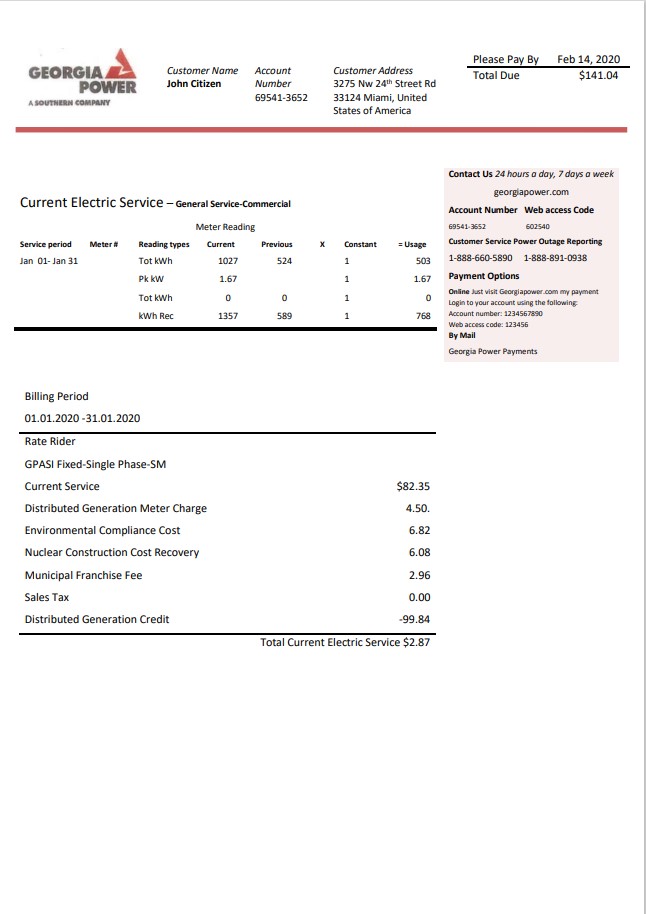 GEORGIA
POWER
A SOUTHERN COMPANY
Customer Name
John Citizen
Account
Number
69541-3652
Customer Address
3275 Nw 24th Street Rd
33124 Miami, United
States of America
Please Pay By Feb 14, 2020
Total Due $141.04
Contact Us 24 hours a day, 7 days a week
georgiapower.com
Account Number Web access Code
69541-3652 602540
Customer Service Power Outage Reporting
1-888-660-5890 1-888-891-0938
Payment Options
Online Just visit Georgiapower.com my payment
Login to your account using the following:
Account number: 1234567890
Web access code: 123456
By Mail
Georgia Power Payments
Current Electric Service – General Service-Commercial
Meter Reading
Service period Meter # Reading types Current Previous X Constant = Usage
Jan 01- Jan 31 Tot kWh 1027 524 1 503
Pk kW 1.67 1 1.67
Tot kWh 0 0 1 0
kWh Rec 1357 589 1 768
Billing Period
01.01.2020 -31.01.2020
Rate Rider
GPASI Fixed-Single Phase-SM
Current Service $82.35
Distributed Generation Meter Charge 4.50.
Environmental Compliance Cost 6.82
Nuclear Construction Cost Recovery 6.08
Municipal Franchise Fee 2.96
Sales Tax 0.00
Distributed Generation Credit -99.84
Total Current Electric Service $2.87